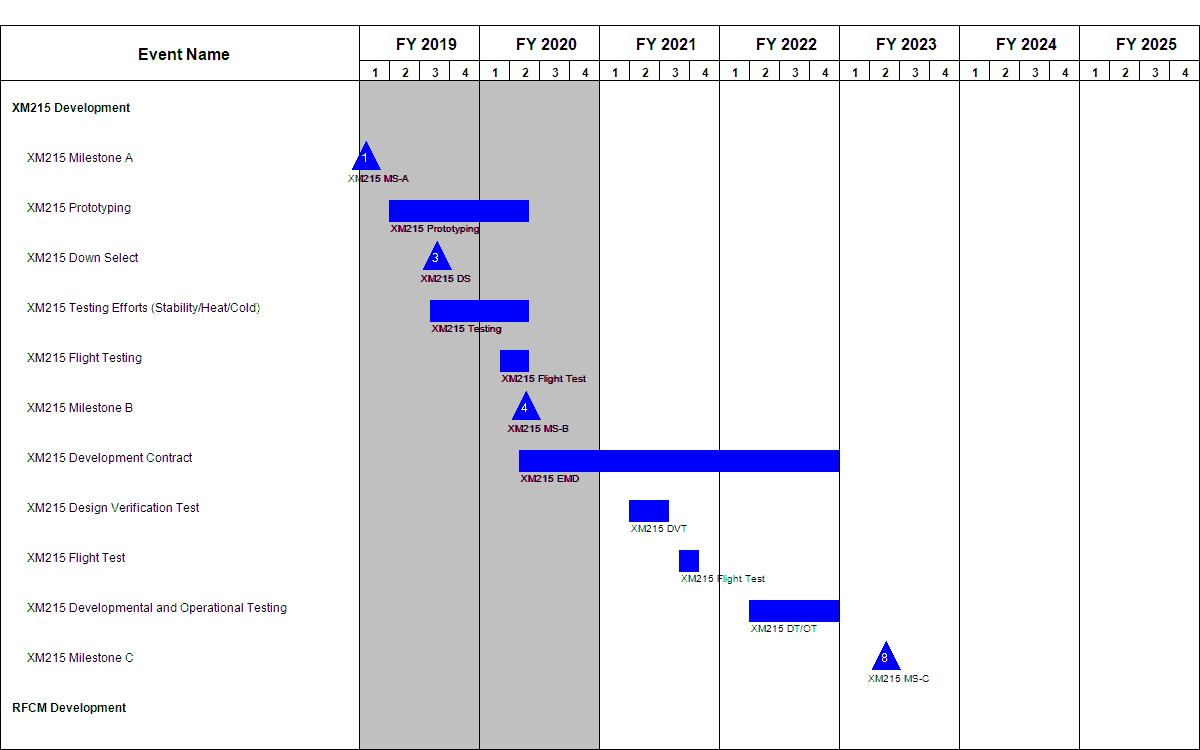 Event Name FY 2019 FY 2020 FY 2021 FY 2022 FY 2023 FY 2024 FY 2025
1 2 3 4 1 2 3 4 1 2 3 4 1 2 3 4 1 2 3 4 1 2 3 4 1 2 3 4
XM215 Development
XM215 Milestone A 1
XM215 MS-A
XM215 Prototyping
XM215 Prototyping
XM215 Down Select 3
XM215 DS
XM215 Testing Efforts (Stability/Heat/Cold)
XM215 Testing
XM215 Flight Testing
XM215 Flight Test
XM215 Milestone B 4
XM215 MS-B
XM215 Development Contract
XM215 EMD
XM215 Design Verification Test
XM215 DVT
XM215 Flight Test
XM215 Flight Test
XM215 Developmental and Operational Testing
XM215 DT/OT
XM215 Milestone C 8
XM215 MS-C
RFCM Development